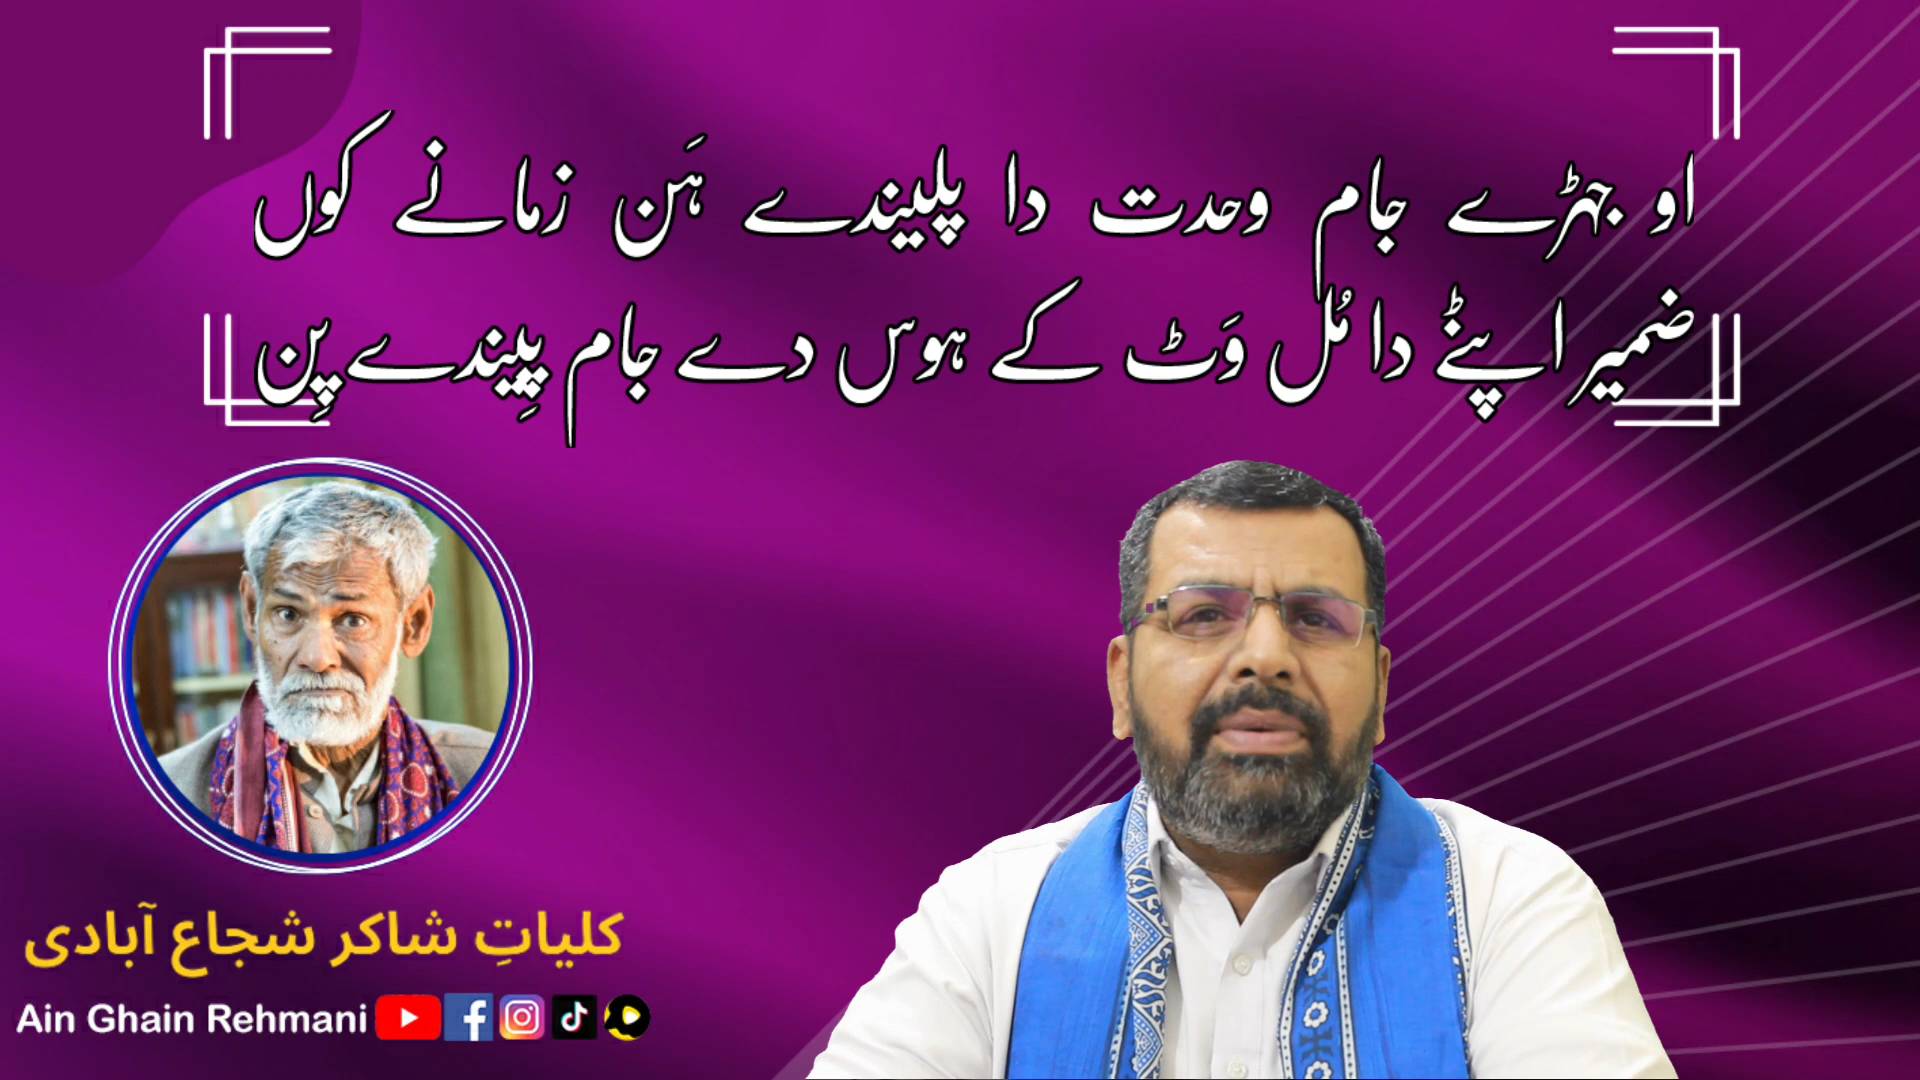 او جہڑے جام وحدت دا پلیندے ہَن زمانے کوں
ضمیر اپݨے دا مُل وَٹ کے ہوس دے جام پِیندے پِن
کلیاتِ شاکر شجاع آبادی
Ain Ghain Rehmani